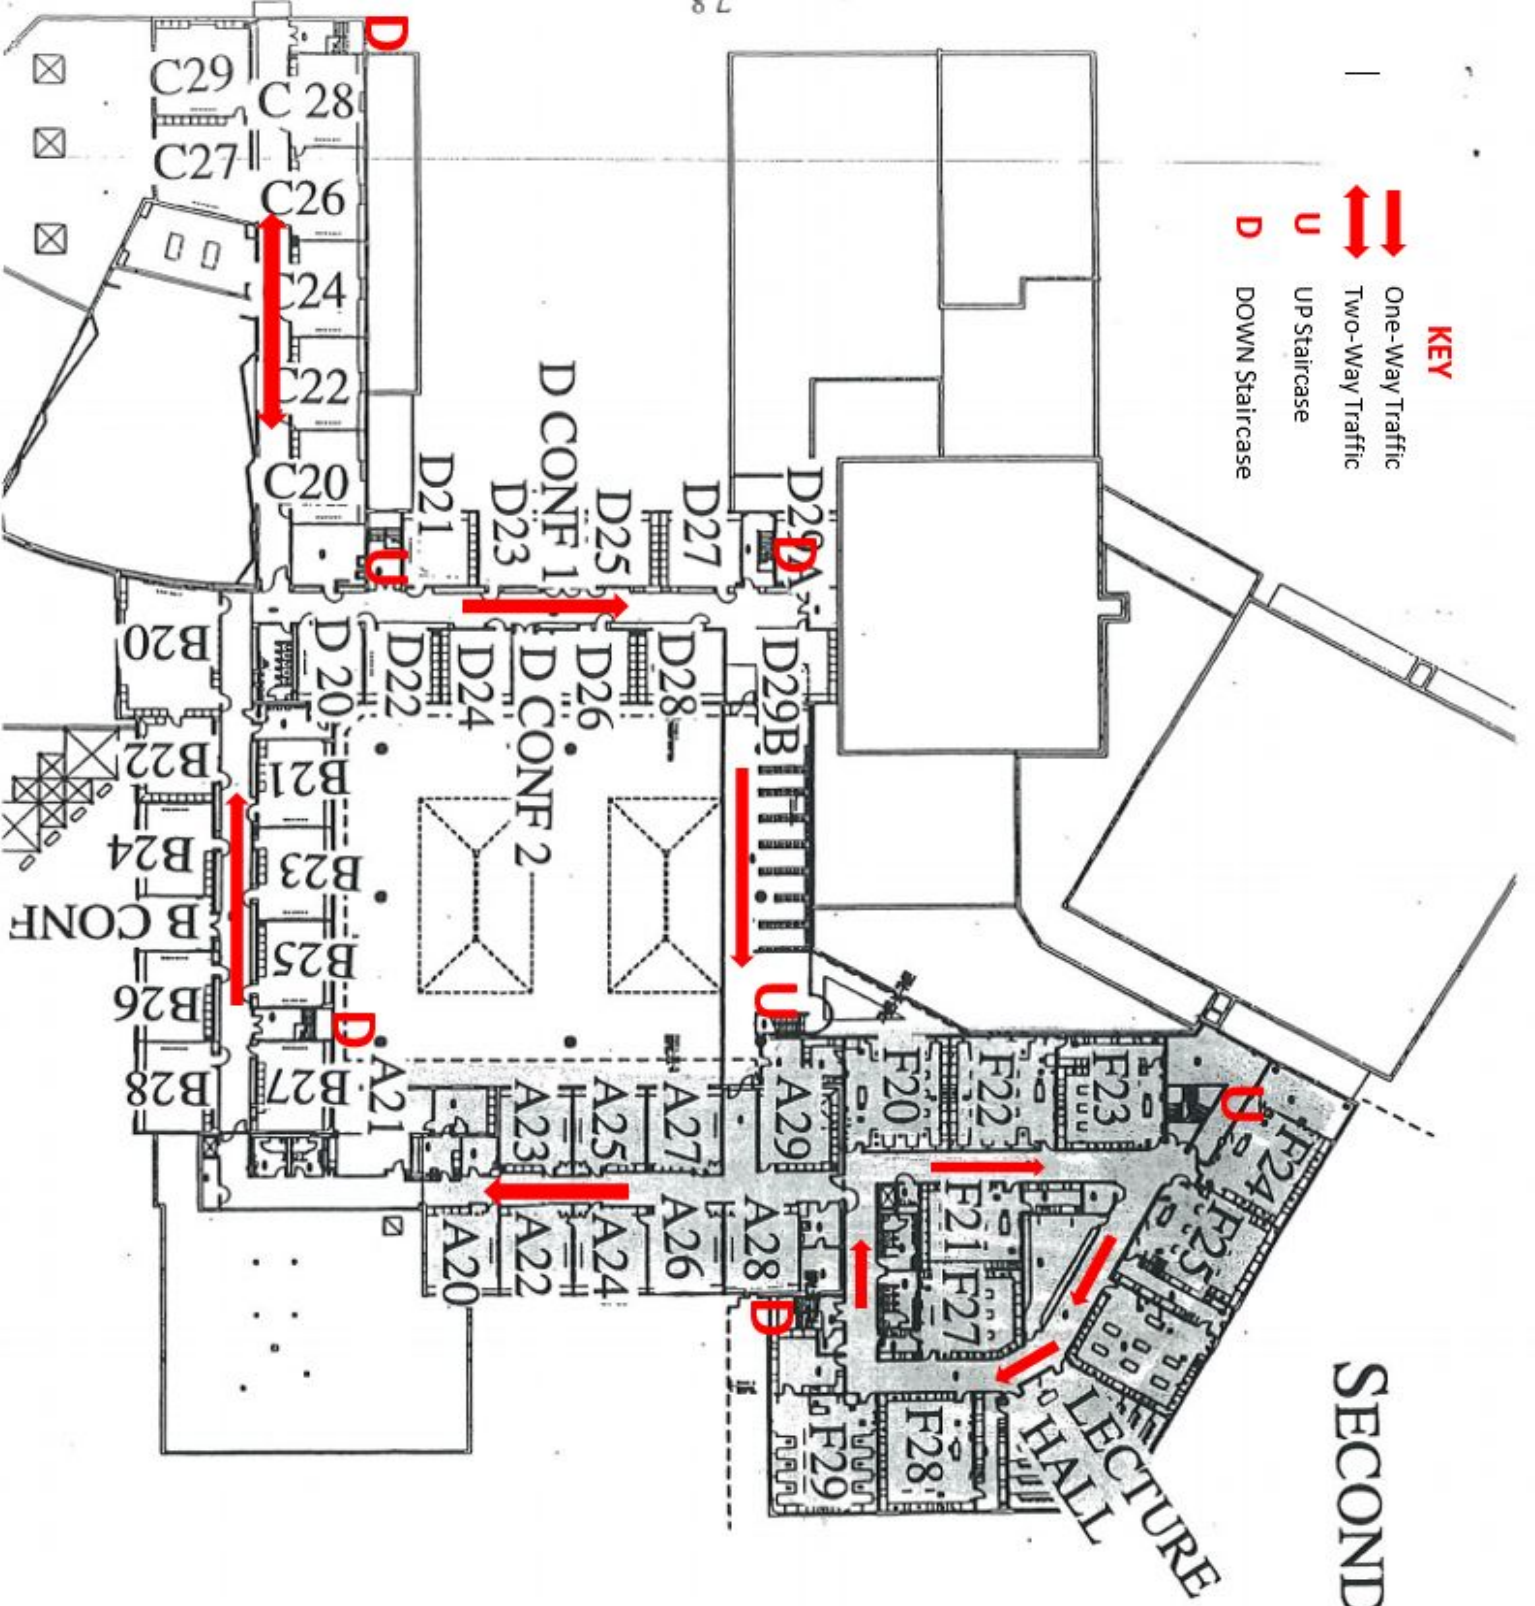 SECOND
KEY
One-Way Traffic
Two-Way Traffic
U UP Staircase
D DOWN Staircase
D
C29
C 28
C27
C26
C24
C22
C20
U
D21
D23
D CONF 1
D25
D27
D29A
D
D 20
D22
D24
D CONF 2
D26
D28
D29B
B20
B22
B21
B24
B23
B CONF
B25
B26
B28
B27
D
U
A21
A23
A25
A27
A29
A20
A22
A24
A26
A28
D
F20
F22
F23
U
F24
F21
F25
F27
F28
F29
LECTURE
HALL